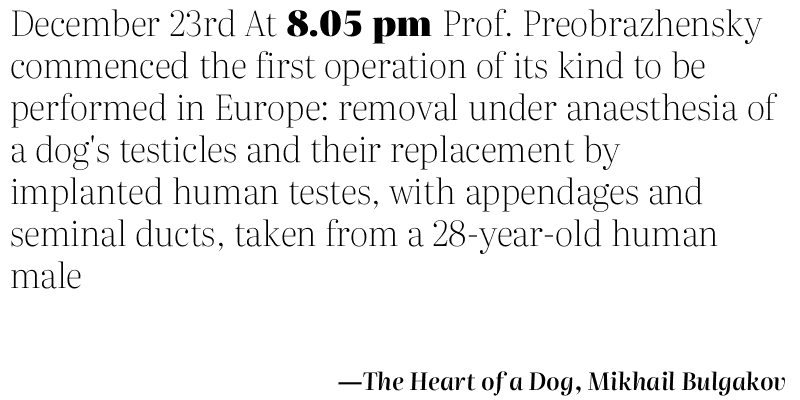 December 23rd At 8.05 pm Prof. Preobrazhensky
commenced the first operation of its kind to be
performed in Europe: removal under anaesthesia of
a dog's testicles and their replacement by
implanted human testes, with appendages and
seminal ducts, taken from a 28-year-old human
male
—The Heart of a Dog, Mikhail Bulgakov